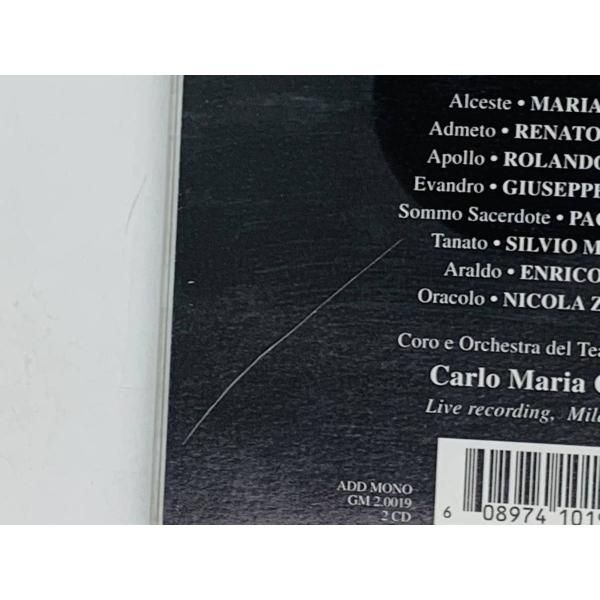 Alceste • MARIA
Admeto • RENATO
Apollo • ROLANDO
Evandro • GIUSEPPE
Sommo Sacerdote • PA
Tanato • SILVIO M
Araldo • ENRICO
Oracolo • NICOLA Z
Coro e Orchestra del Tea
Carlo Maria G
Live recording, Mila
ADD MONO
GM 2.0019
2 CD
6 08974 101